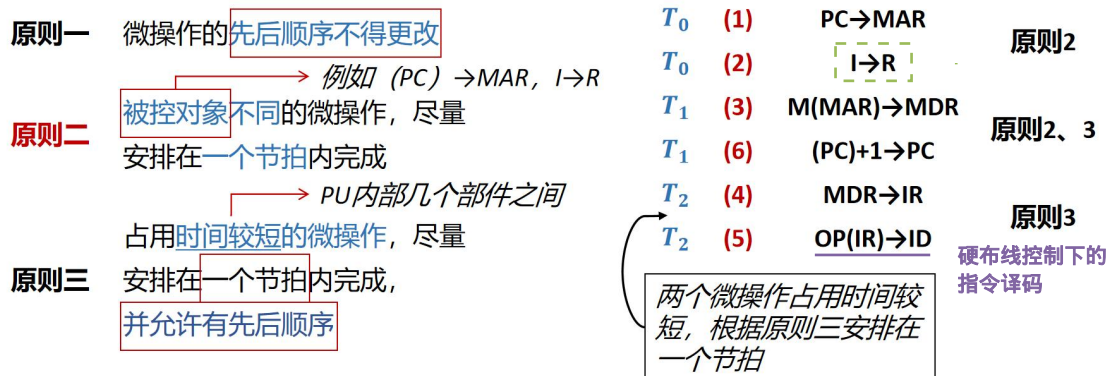 原则一 微操作的先后顺序不得更改
例如（PC）→MAR，I→R
原则二 被控对象不同的微操作，尽量
安排在一个节拍内完成
PU内部几个部件之间
占用时间较短的微操作，尽量
原则三 安排在一个节拍内完成，
并允许有先后顺序
T₀ (1) PC→MAR
T₀ (2) I→R
原则2
T₁ (3) M(MAR)→MDR
T₁ (6) (PC)+1→PC
原则2、3
T₂ (4) MDR→IR
T₂ (5) OP(IR)→ID
原则3
硬布线控制下的
指令译码
两个微操作占用时间较
短，根据原则三安排在
一个节拍